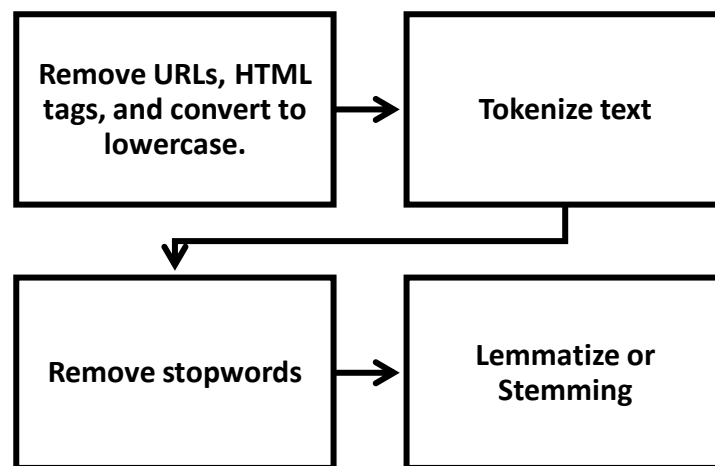 Remove URLs, HTML
tags, and convert to
lowercase.
Tokenize text
Remove stopwords
Lemmatize or
Stemming